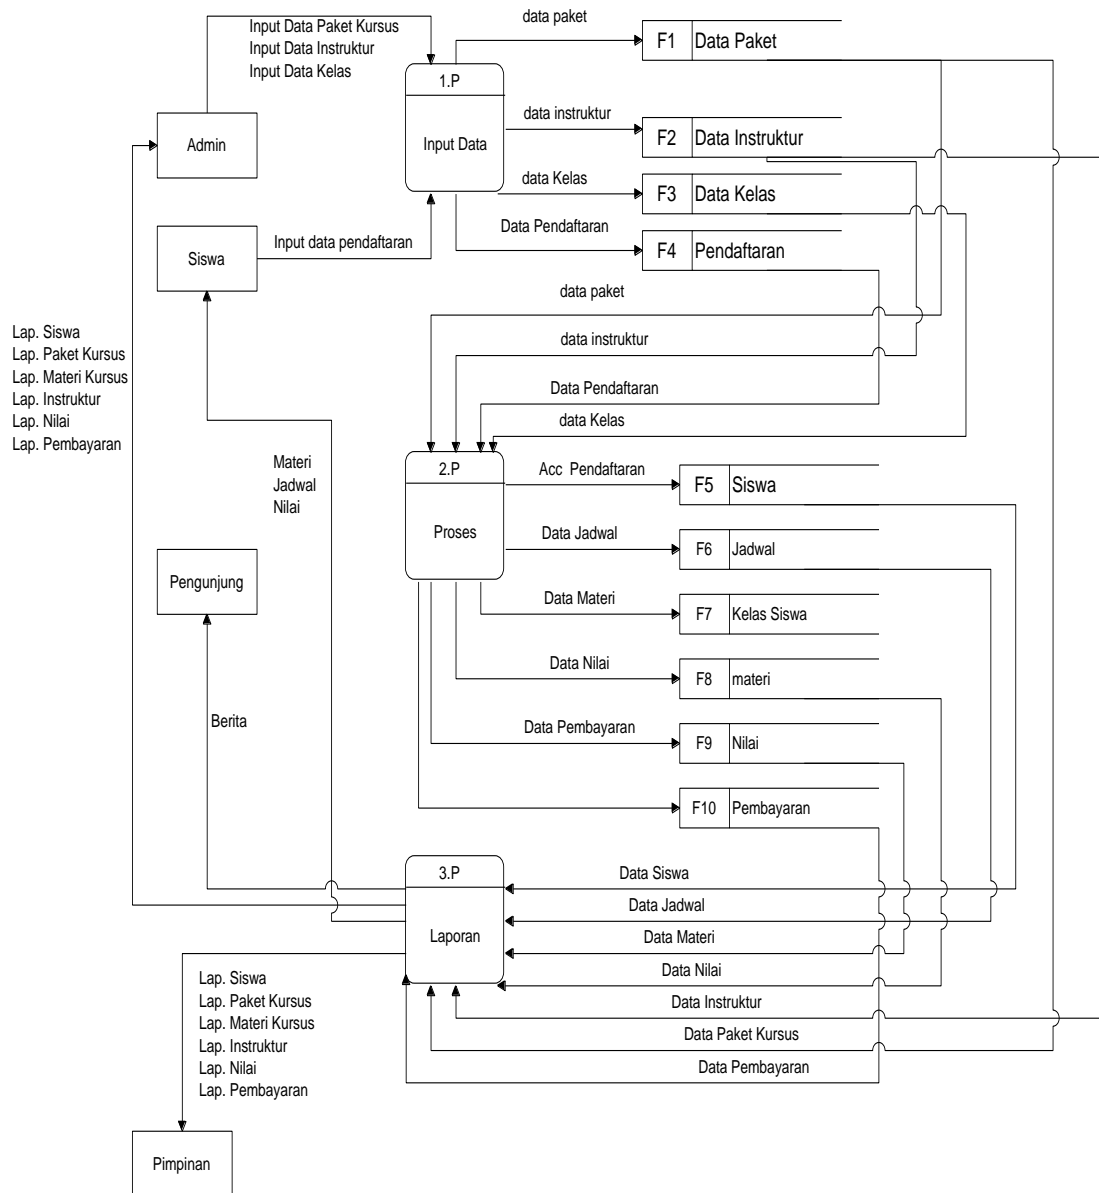 data paket
Input Data Paket Kursus
Input Data Instruktur
Input Data Kelas
F1 Data Paket
1.P
Input Data
data instruktur
F2 Data Instruktur
Admin
data Kelas
F3 Data Kelas
Data Pendaftaran
F4 Pendaftaran
Siswa
Input data pendaftaran
data paket
data instruktur
Data Pendaftaran
data Kelas
Lap. Siswa
Lap. Paket Kursus
Lap. Materi Kursus
Lap. Instruktur
Lap. Nilai
Lap. Pembayaran
Materi
Jadwal
Nilai
2.P
Proses
Acc Pendaftaran
F5 Siswa
Data Jadwal
F6 Jadwal
Pengunjung
Data Materi
F7 Kelas Siswa
Data Nilai
F8 materi
Berita
Data Pembayaran
F9 Nilai
F10 Pembayaran
3.P
Laporan
Data Siswa
Data Jadwal
Data Materi
Data Nilai
Data Instruktur
Data Paket Kursus
Data Pembayaran
Lap. Siswa
Lap. Paket Kursus
Lap. Materi Kursus
Lap. Instruktur
Lap. Nilai
Lap. Pembayaran
Pimpinan